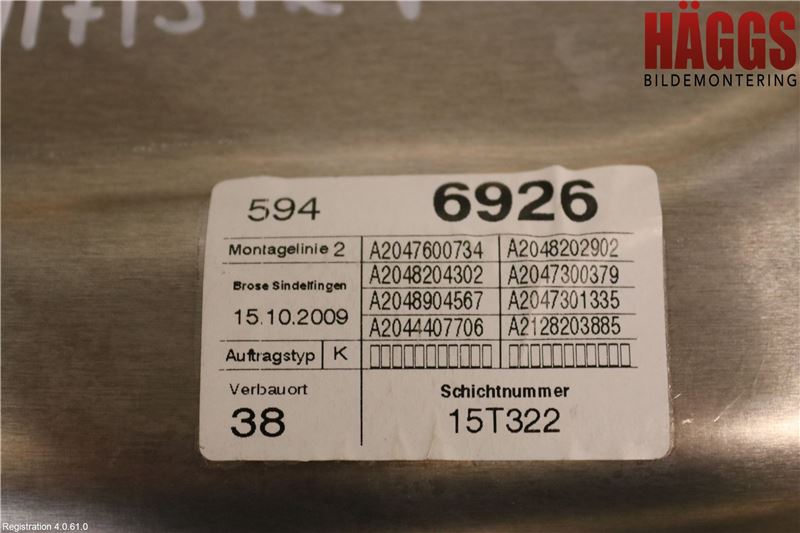 HÄGGS
BILDEMONTERING
594 6926
Montagelinie 2 A2047600734 A2048202902
Brose Sindelfingen A2048204302 A2047300379
15.10.2009 A2048904567 A2047301335
A2044407706 A2128203885
Auftragstyp K
Verbauort Schichtnummer
38 15T322
Registration 4.0.61.0